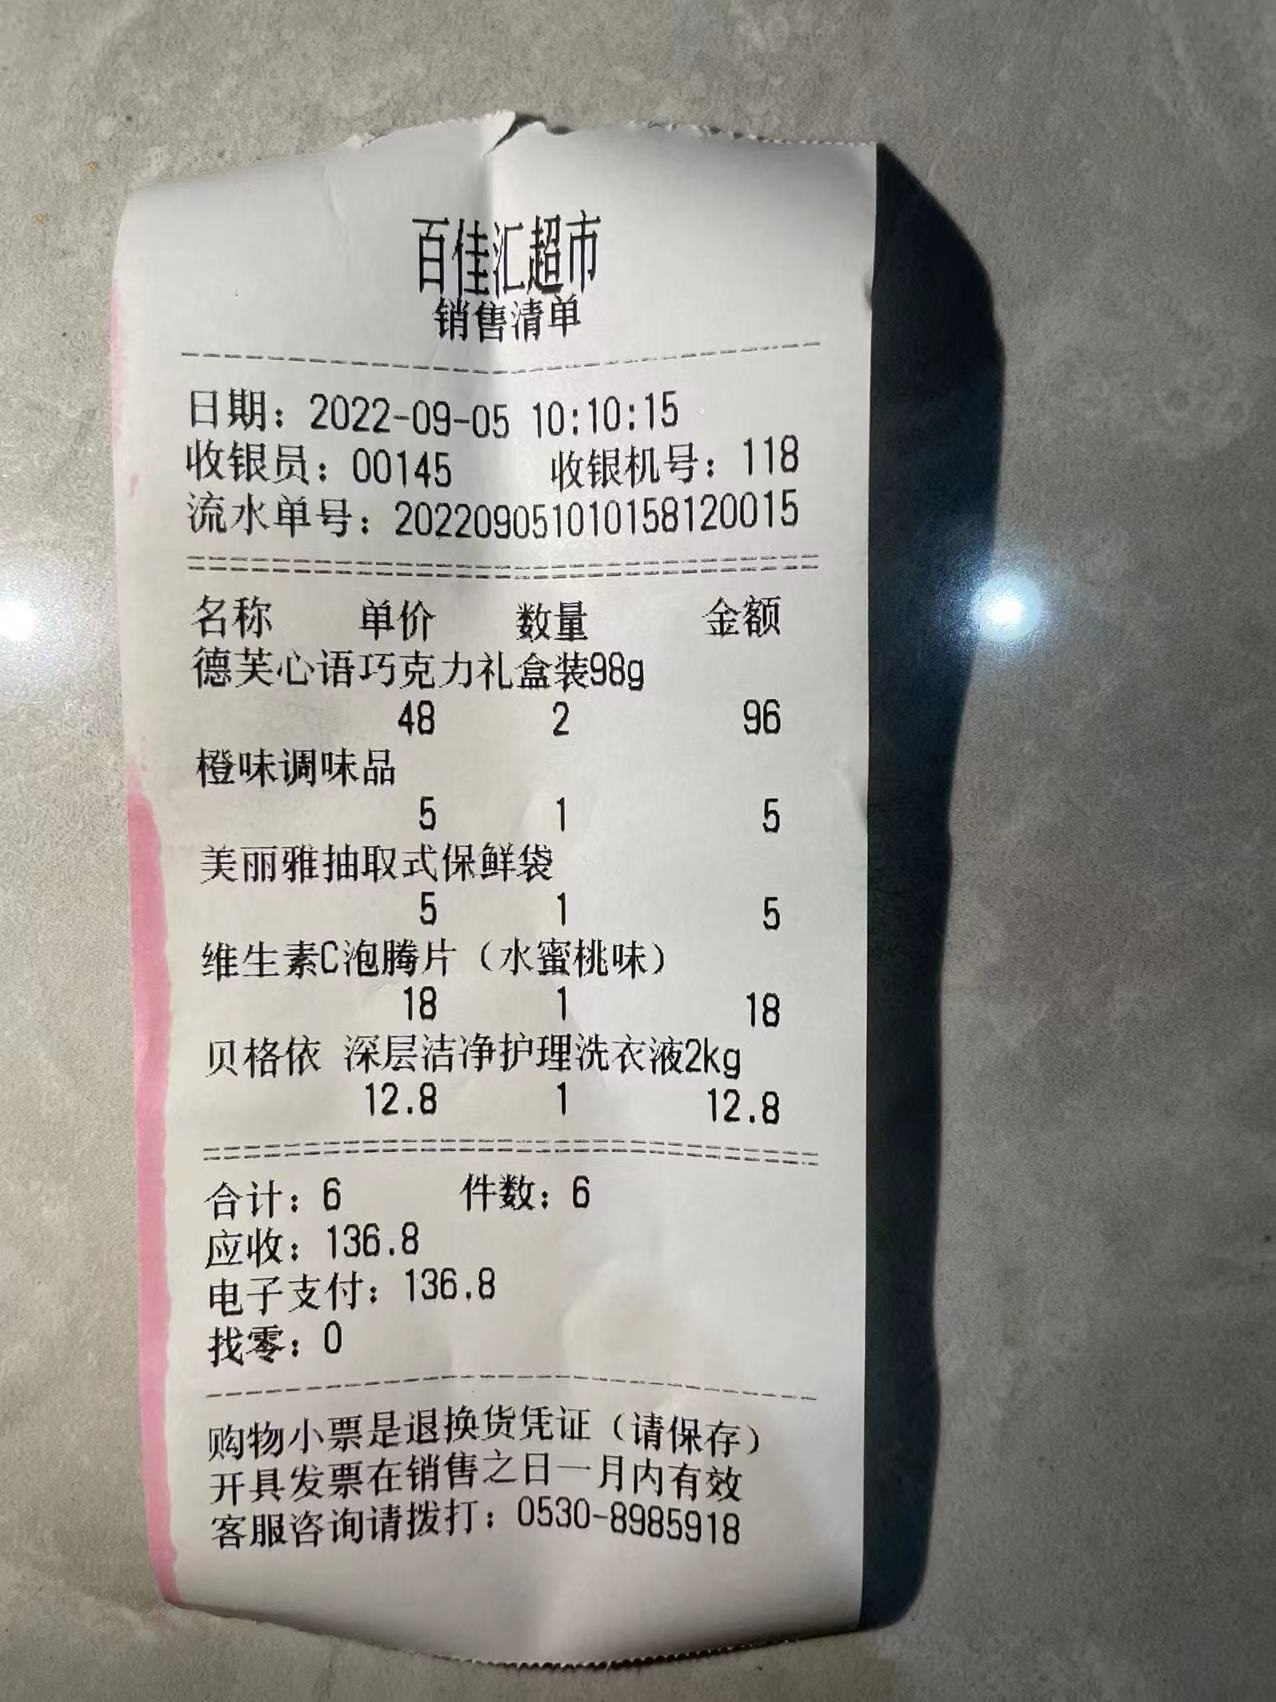 百佳汇超市
销售清单
日期：2022-09-05 10:10:15
收银员：00145 收银机号：118
流水单号：202209051010158120015
名称 单价 数量 金额
德芙心语巧克力礼盒装98g
48 2 96
橙味调味品
5 1 5
美丽雅抽取式保鲜袋
5 1 5
维生素C泡腾片（水蜜桃味）
18 1 18
贝格依 深层洁净护理洗衣液2kg
12.8 1 12.8
合计：6 件数：6
应收：136.8
电子支付：136.8
找零：0
购物小票是退换货凭证（请保存）
开具发票在销售之日一月内有效
客服咨询请拨打：0530-8985918